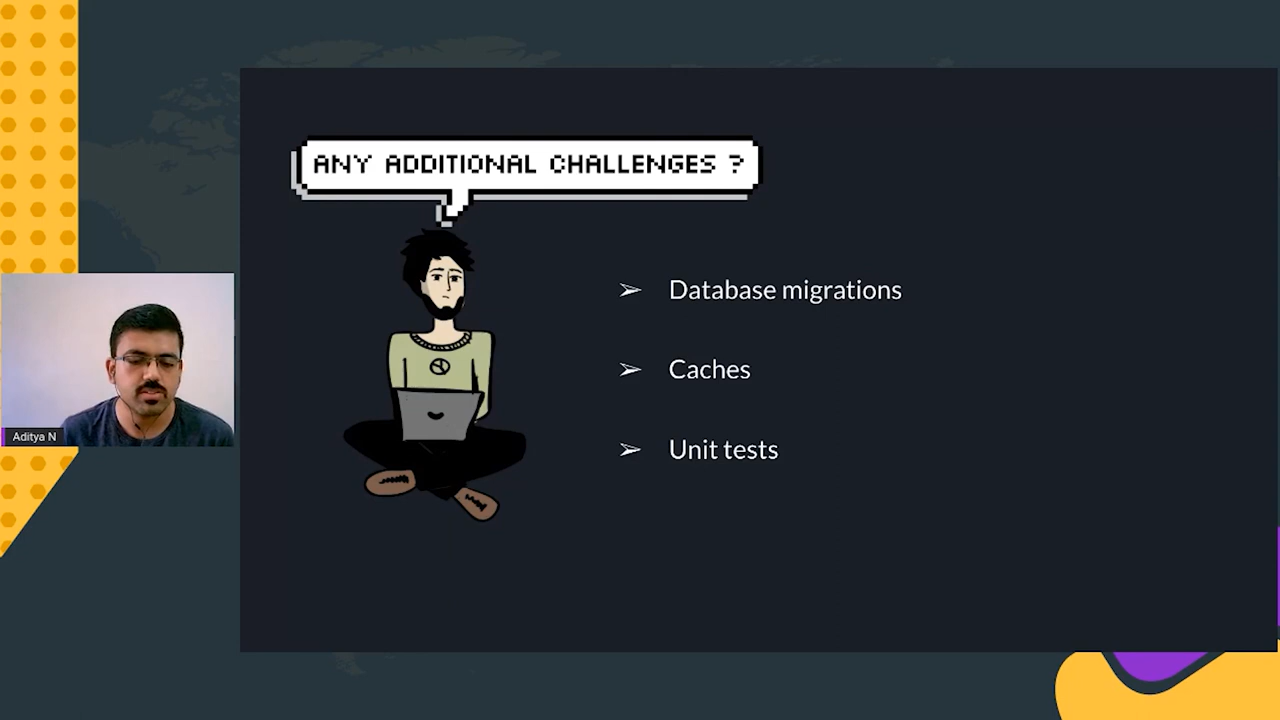 ANY ADDITIONAL CHALLENGES ?
➢ Database migrations
➢ Caches
➢ Unit tests
Aditya N